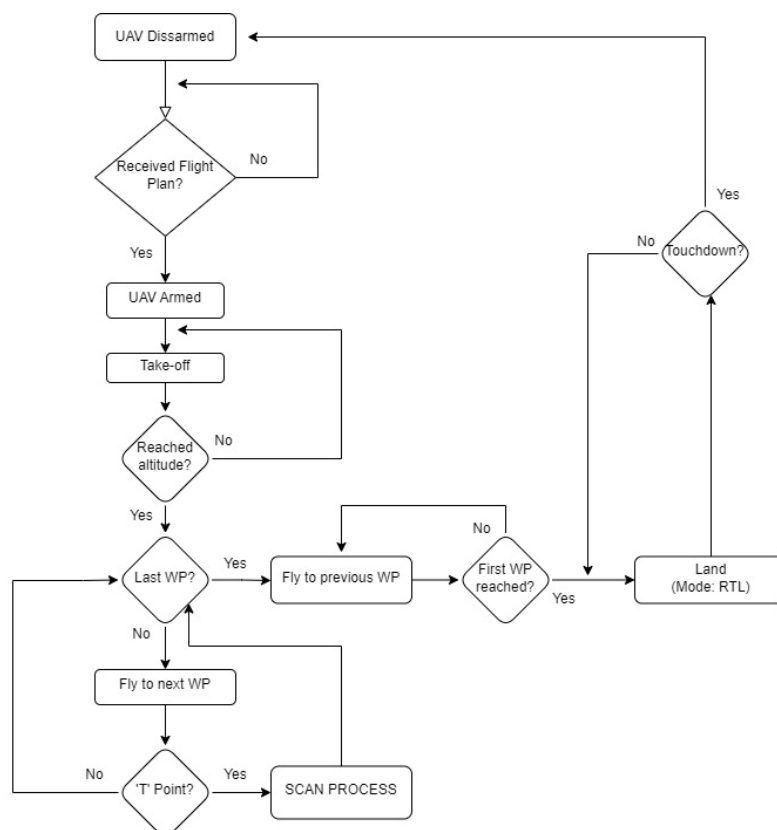 UAV Dissarmed
Received Flight
Plan?
No
Yes
Yes
No
Touchdown?
UAV Armed
Take-off
Reached
altitude?
No
Yes
No
Last WP?
Yes
Fly to previous WP
First WP
reached?
Yes
Land
(Mode: RTL)
No
Fly to next WP
No
'T' Point?
Yes
SCAN PROCESS